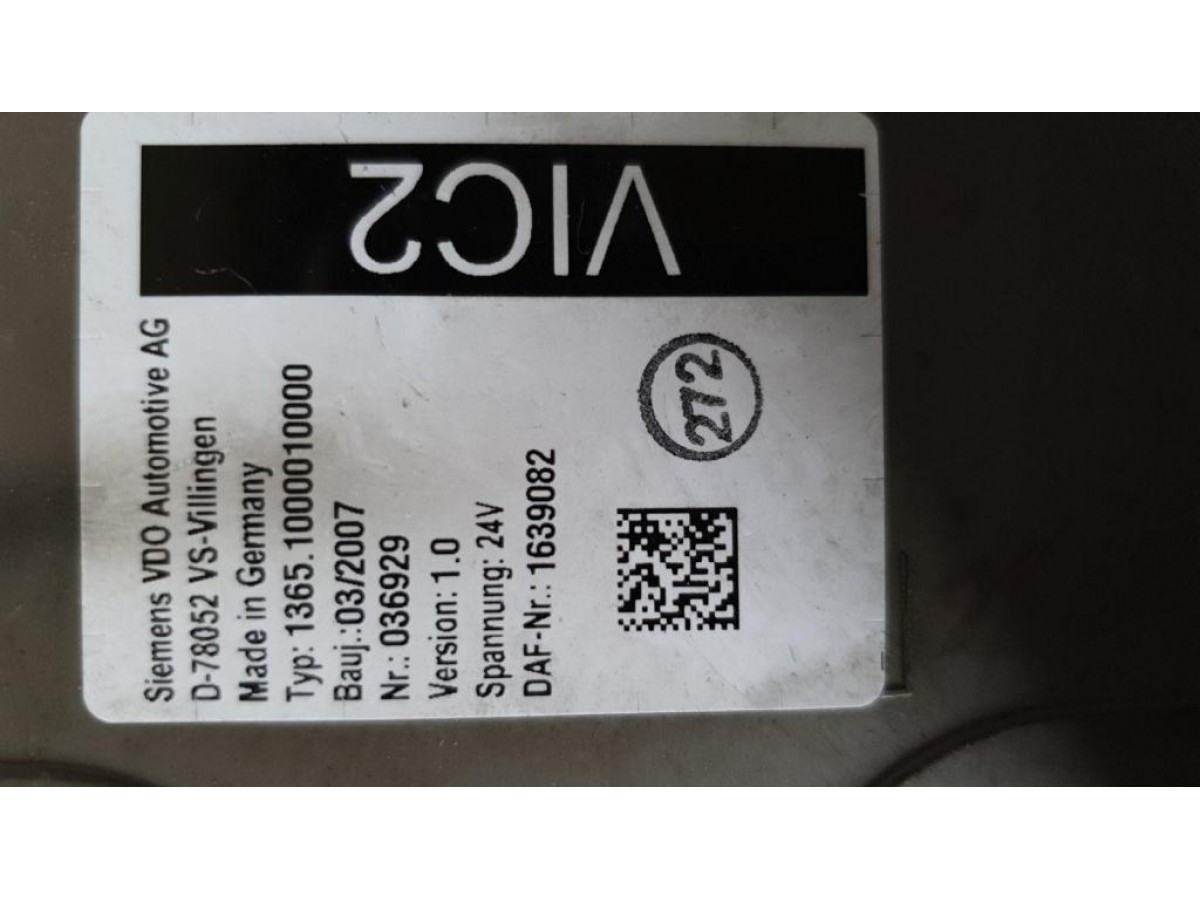 VIC2
Siemens VDO Automotive AG
D-78052 VS-Villingen
Made in Germany
Typ: 1365.1000010000
Bauj.:03/2007
Nr.: 036929
Version: 1.0
Spannung: 24V
DAF-Nr.: 1639082
272